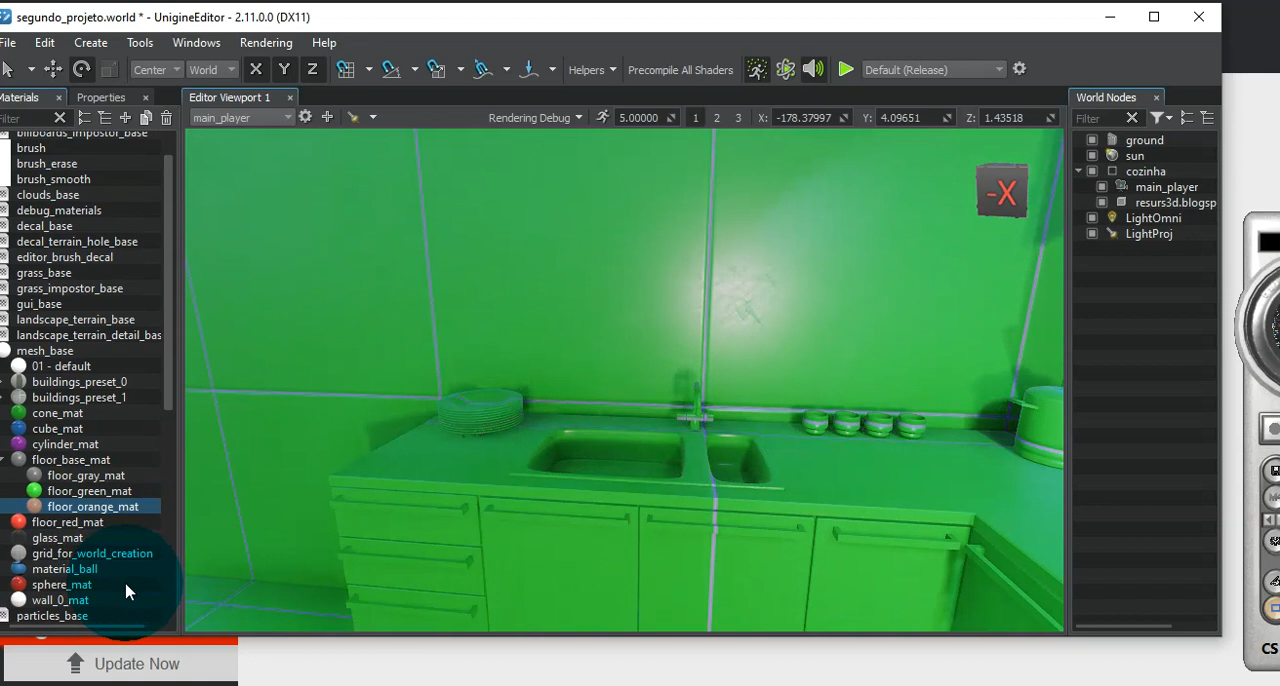 segundo_projeto.world * - UnigineEditor - 2.11.0.0 (DX11)
File Edit Create Tools Windows Rendering Help
Center World X Y Z Helpers Precompile All Shaders Default (Release)
Materials Properties Editor Viewport 1 World Nodes
Filter main_player Rendering Debug 5.00000 1 2 3 X: -178.37997 Y: 4.09651 Z: 1.43518 Filter
billboards_impostor_base
brush
brush_erase
brush_smooth
clouds_base
debug_materials
decal_base
decal_terrain_hole_base
editor_brush_decal
grass_base
grass_impostor_base
gui_base
landscape_terrain_base
landscape_terrain_detail_bas
mesh_base
01 - default
buildings_preset_0
buildings_preset_1
cone_mat
cube_mat
cylinder_mat
floor_base_mat
floor_gray_mat
floor_green_mat
floor_orange_mat
floor_red_mat
glass_mat
grid_for_world_creation
material_ball
sphere_mat
wall_0_mat
particles_base
-X
ground
sun
cozinha
main_player
resurs3d.blogsp
LightOmni
LightProj
Update Now
CS